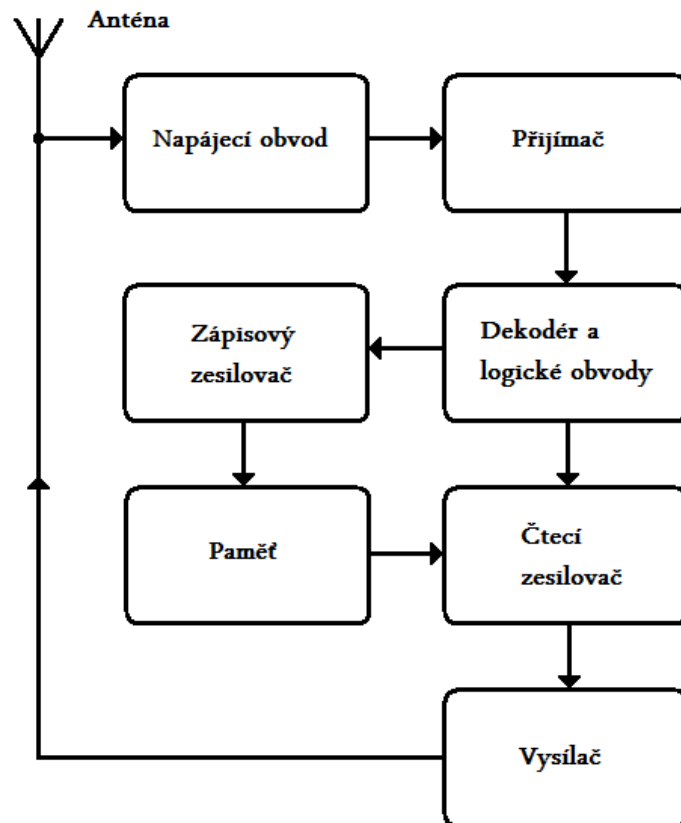 Anténa
Napájecí obvod
Přijímač
Zápisový
zesilovač
Dekodér a
logické obvody
Paměť
Čtecí
zesilovač
Vysílač